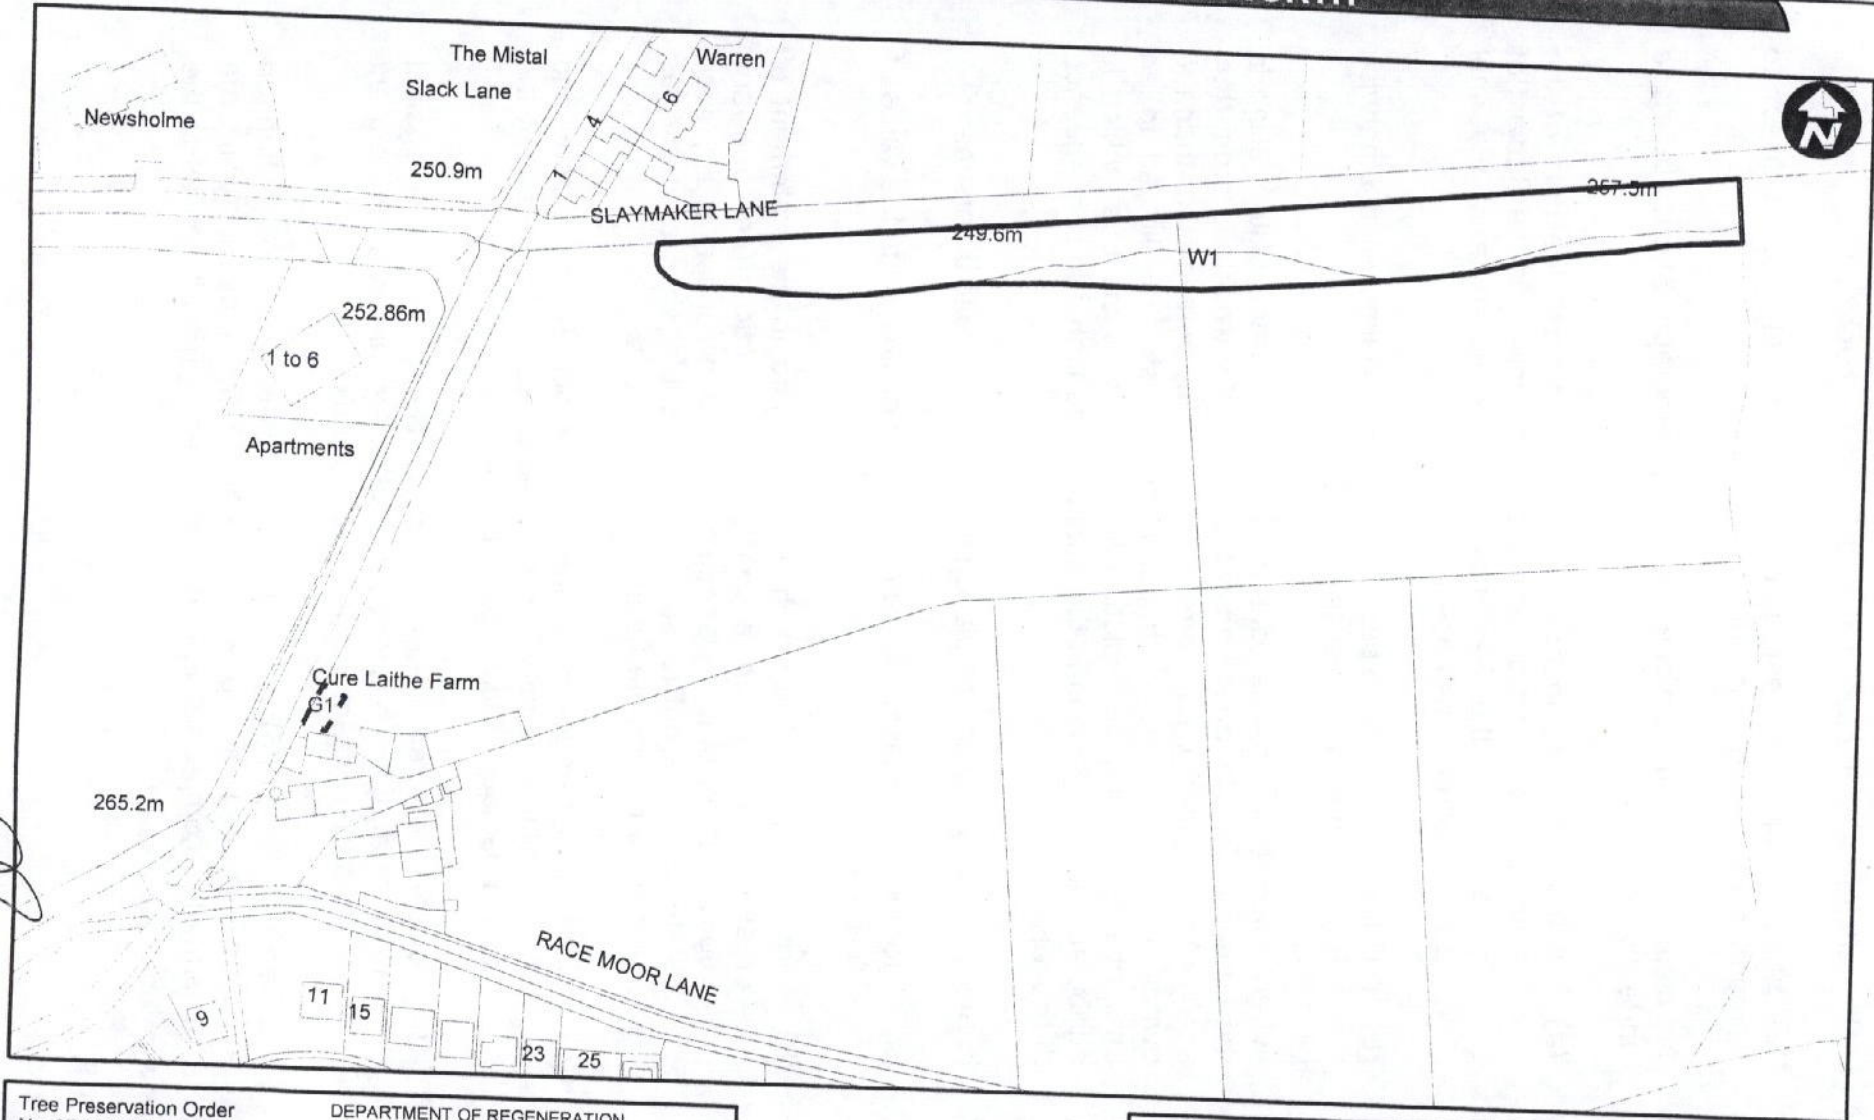 The Mistal
Warren
Slack Lane
6
Newsholme
4
250.9m
1
N
257.5m
SLAYMAKER LANE
249.6m
W1
252.86m
1 to 6
Apartments
Cure Laithe Farm
G1
265.2m
RACE MOOR LANE
11
15
9
23
25
Tree Preservation Order
DEPARTMENT OF REGENERATION